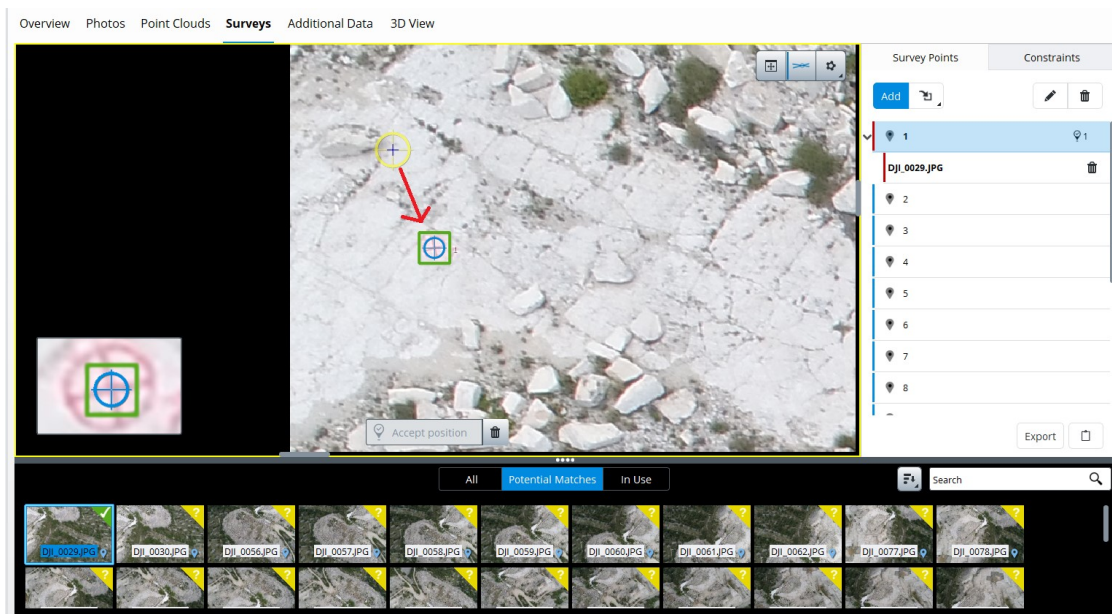 Overview Photos Point Clouds Surveys Additional Data 3D View
Survey Points Constraints
Add
1 1
DJI_0029.JPG
2
3
4
5
6
7
8
1
Accept position
Export
All Potential Matches In Use
Search
DJI_0029.JPG DJI_0030.JPG DJI_0056.JPG DJI_0057.JPG DJI_0058.JPG DJI_0059.JPG DJI_0060.JPG DJI_0061.JPG DJI_0062.JPG DJI_0077.JPG DJI_0078.JPG